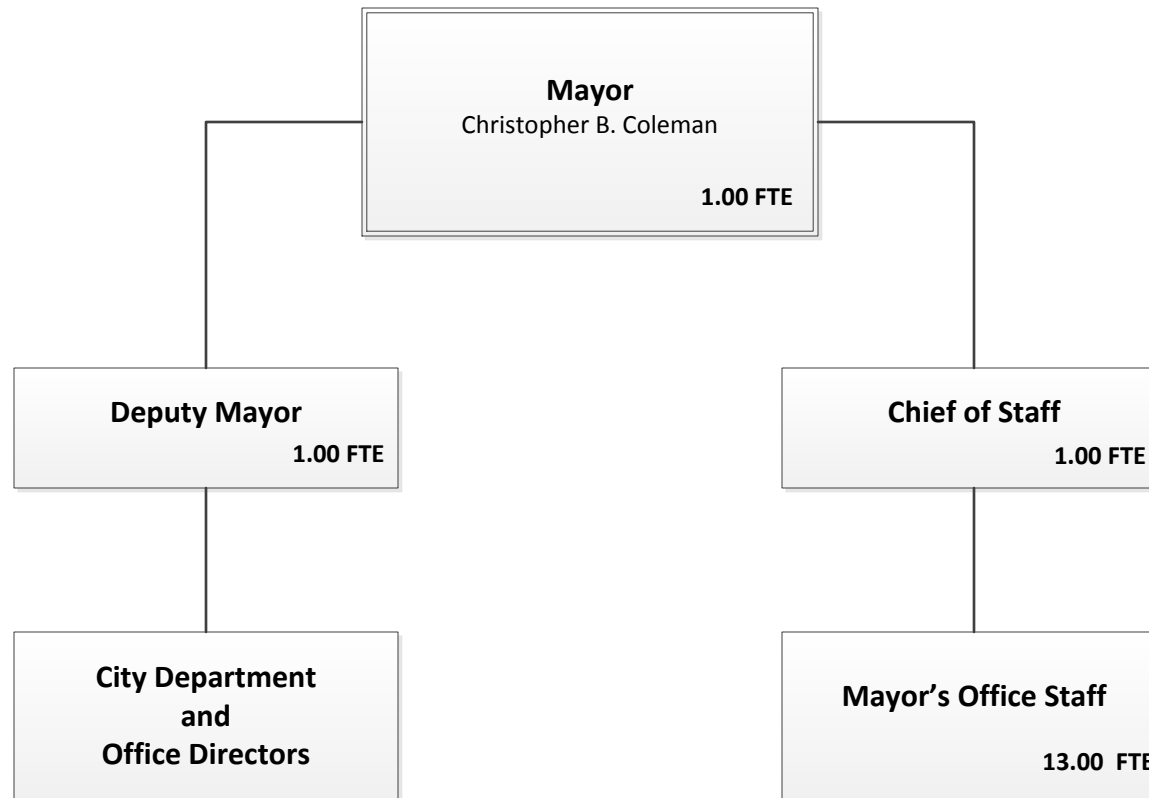 Mayor
Christopher B. Coleman
1.00 FTE
Deputy Mayor
1.00 FTE
Chief of Staff
1.00 FTE
City Department
and
Office Directors
Mayor’s Office Staff
13.00 FTE